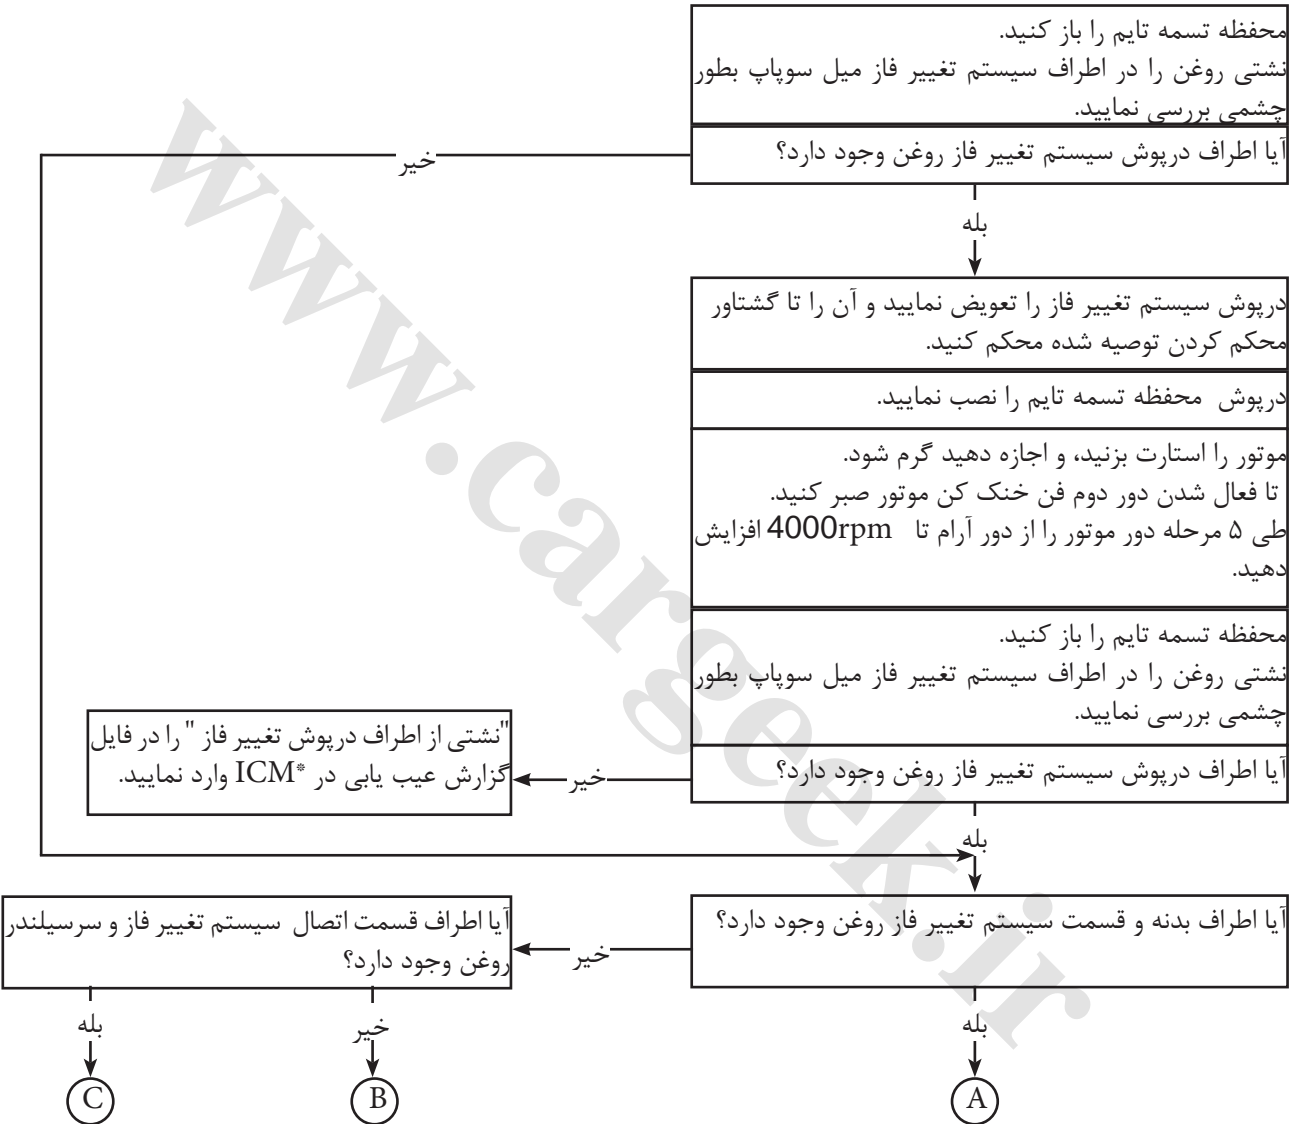 محفظه تسمه تایم را باز کنید.
نشتی روغن را در اطراف سیستم تغییر فاز میل سوپاپ بطور
چشمی بررسی نمایید.
آیا اطراف درپوش سیستم تغییر فاز روغن وجود دارد؟
خیر
بله
درپوش سیستم تغییر فاز را تعویض نمایید و آن را تا گشتاور
محکم کردن توصیه شده محکم کنید.
درپوش محفظه تسمه تایم را نصب نمایید.
موتور را استارت بزنید، و اجازه دهید گرم شود.
تا فعال شدن دور دوم فن خنک کن موتور صبر کنید.
طی ۵ مرحله دور موتور را از دور آرام تا 4000rpm افزایش
دهید.
محفظه تسمه تایم را باز کنید.
نشتی روغن را در اطراف سیستم تغییر فاز میل سوپاپ بطور
چشمی بررسی نمایید.
آیا اطراف درپوش سیستم تغییر فاز روغن وجود دارد؟
خیر
"نشتی از اطراف درپوش تغییر فاز " را در فایل
گزارش عیب یابی در *ICM وارد نمایید.
بله
آیا اطراف بدنه و قسمت سیستم تغییر فاز روغن وجود دارد؟
خیر
آیا اطراف قسمت اتصال سیستم تغییر فاز و سرسیلندر
روغن وجود دارد؟
بله
خیر
بله
A
B
C
www.cargeek.ir